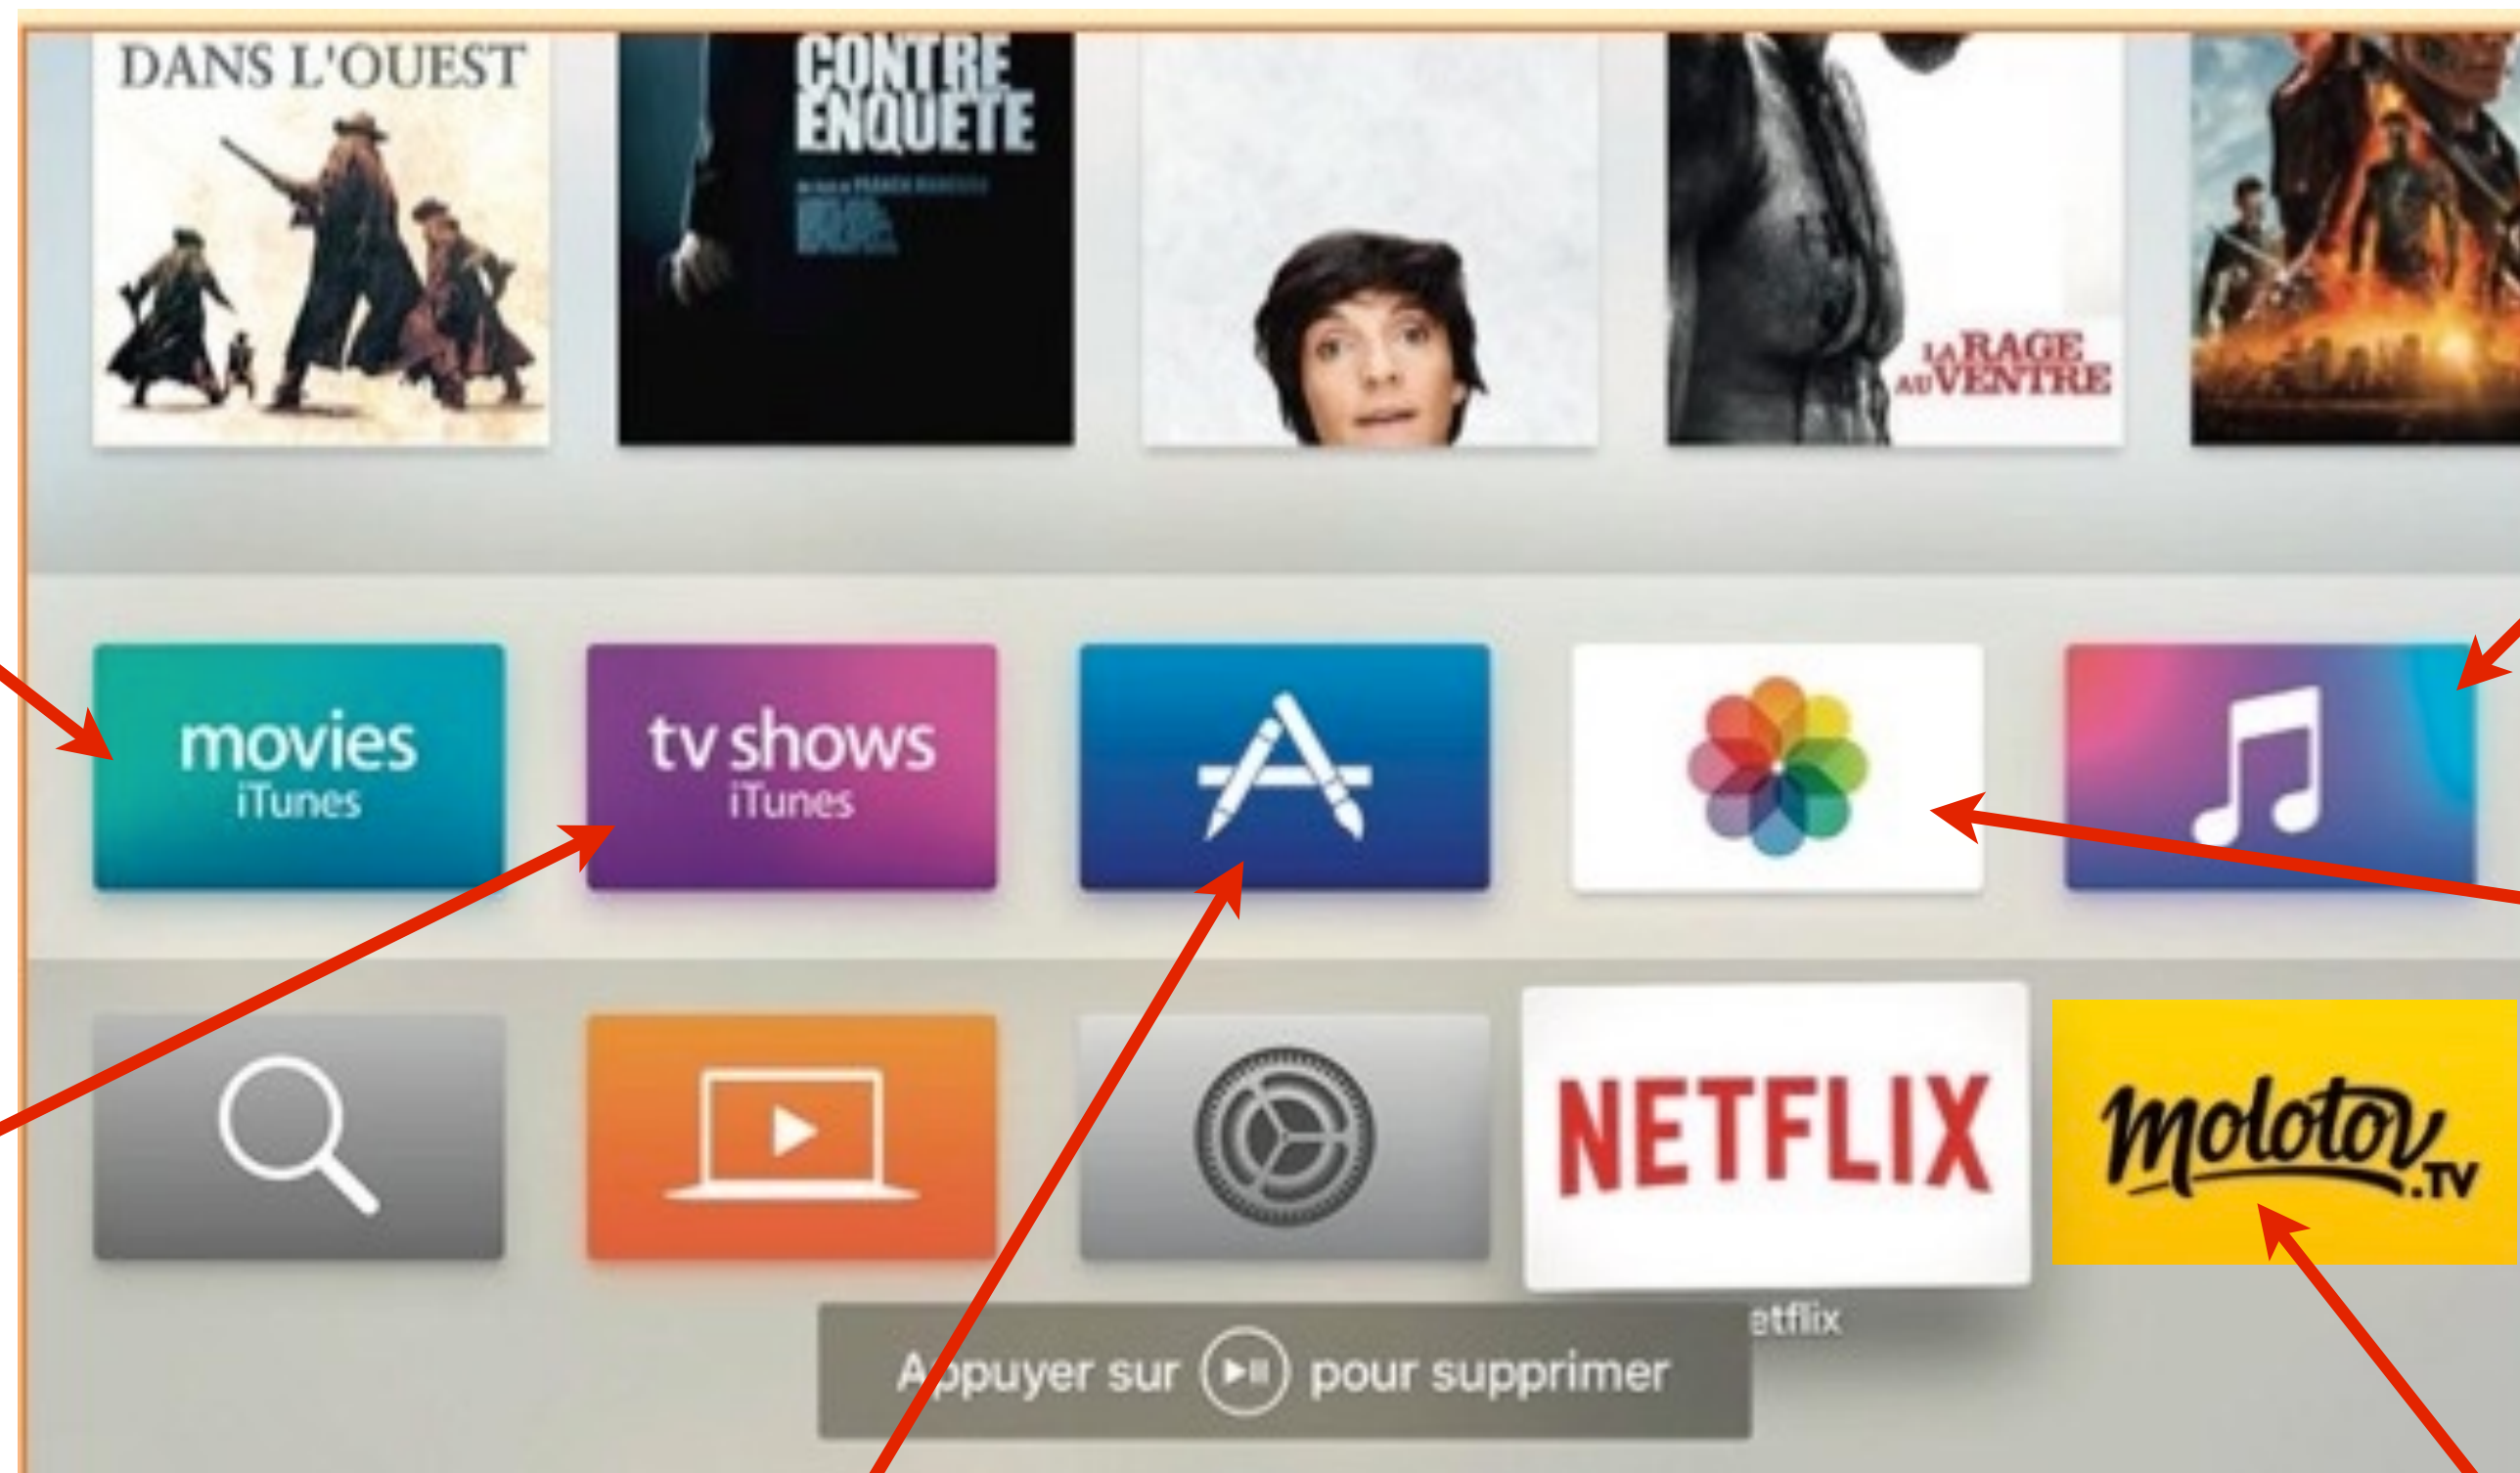 DANS L'OUEST
CONTRE
ENQUÊTE
LA RAGE
AU VENTRE
movies
iTunes
tv shows
iTunes
NETFLIX
molotov
.TV
etflix
Appuyer sur pour supprimer